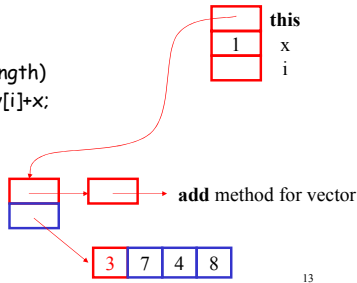 this
1 x
i
ngth)
[i]+x;
add method for vector
3 7 4 8
13